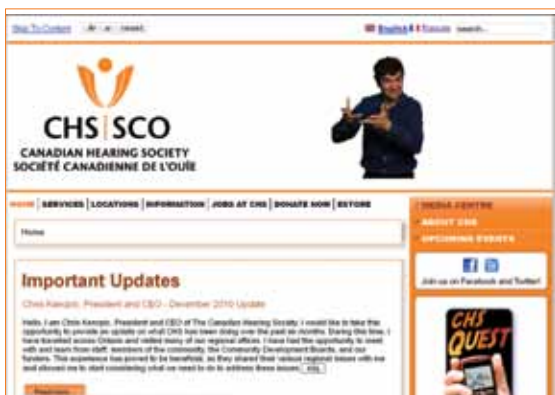 Skip To Content A+ A- reset
English Français search...
CHS SCO
CANADIAN HEARING SOCIETY
SOCIÉTÉ CANADIENNE DE L'OUÏE
HOME | SERVICES | LOCATIONS | INFORMATION | JOBS AT CHS | DONATE NOW | ESTORE
MEDIA CENTRE
ABOUT CHS
UPCOMING EVENTS
Home
Join us on Facebook and Twitter!
Important Updates
Chris Kenopic, President and CEO - December 2010 Update
Hello, I am Chris Kenopic, President and CEO of The Canadian Hearing Society. I would like to take this
opportunity to provide an update on what CHS has been doing over the past six months. During this time, I
have travelled across Ontario and visited many of our regional offices. I have had the opportunity to meet
with and learn from staff, members of the community, the Community Development Boards, and our
funders. This experience has proved to be beneficial, as they shared their various regional issues with me
and allowed me to start considering what we need to do to address these issues.
CHS
QUEST